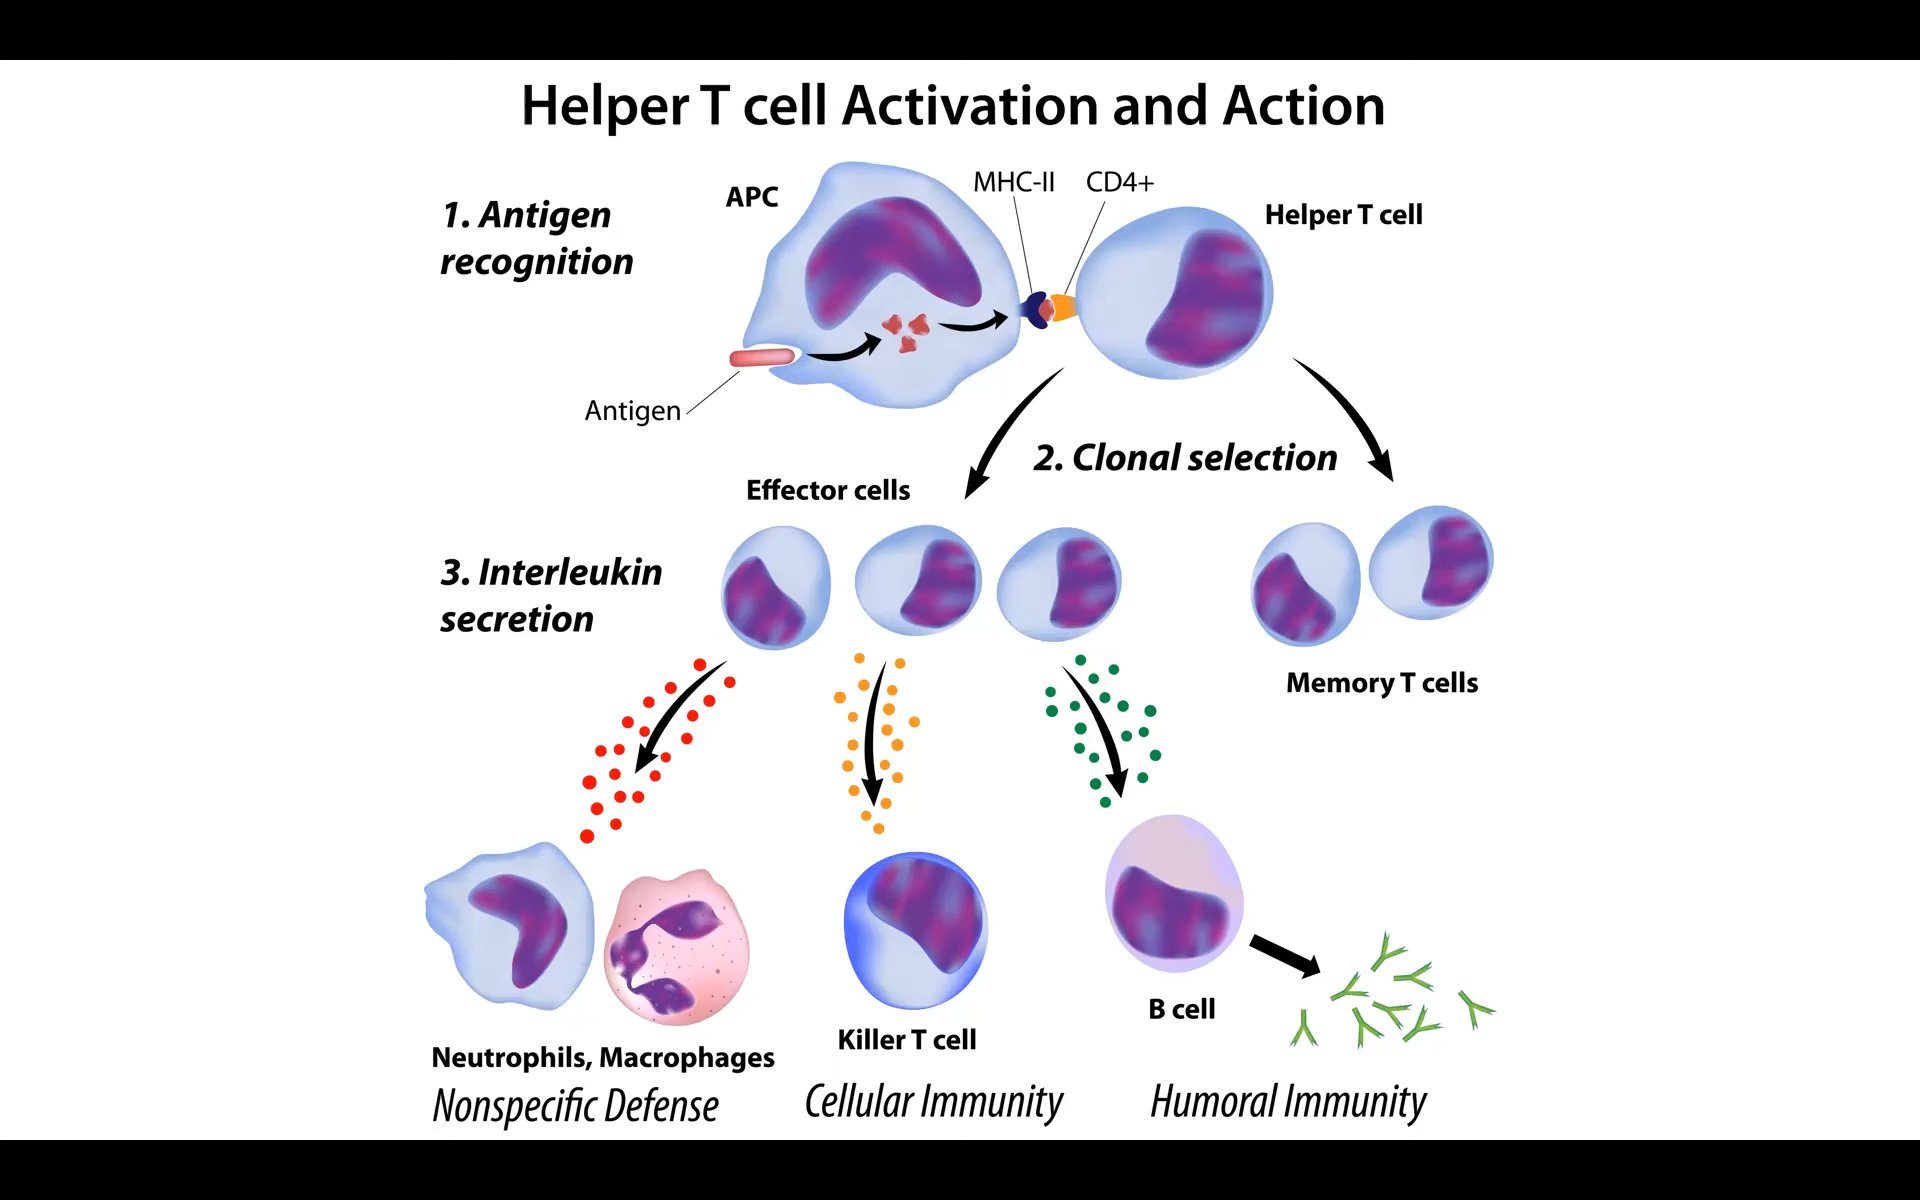 Helper T cell Activation and Action
MHC-II
CD4+
APC
1. Antigen
recognition
Helper T cell
Antigen
2. Clonal selection
Effector cells
3. Interleukin
secretion
Memory T cells
B cell
Killer T cell
Neutrophils, Macrophages
Nonspecific Defense
Cellular Immunity
Humoral Immunity